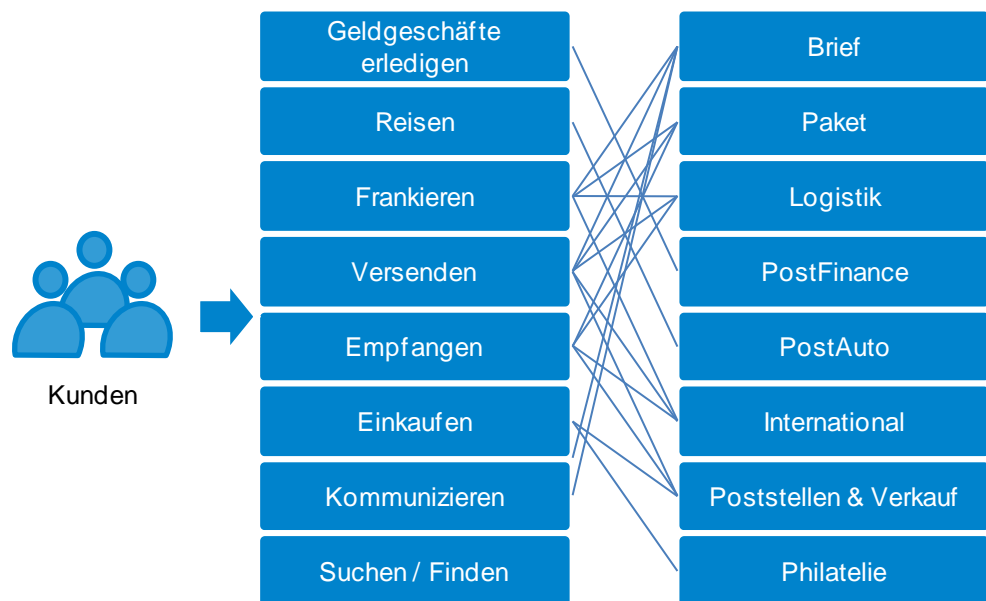 Geldgeschäfte
erledigen
Reisen
Frankieren
Versenden
Empfangen
Einkaufen
Kommunizieren
Suchen / Finden
Brief
Paket
Logistik
PostFinance
PostAuto
International
Poststellen & Verkauf
Philatelie
Kunden